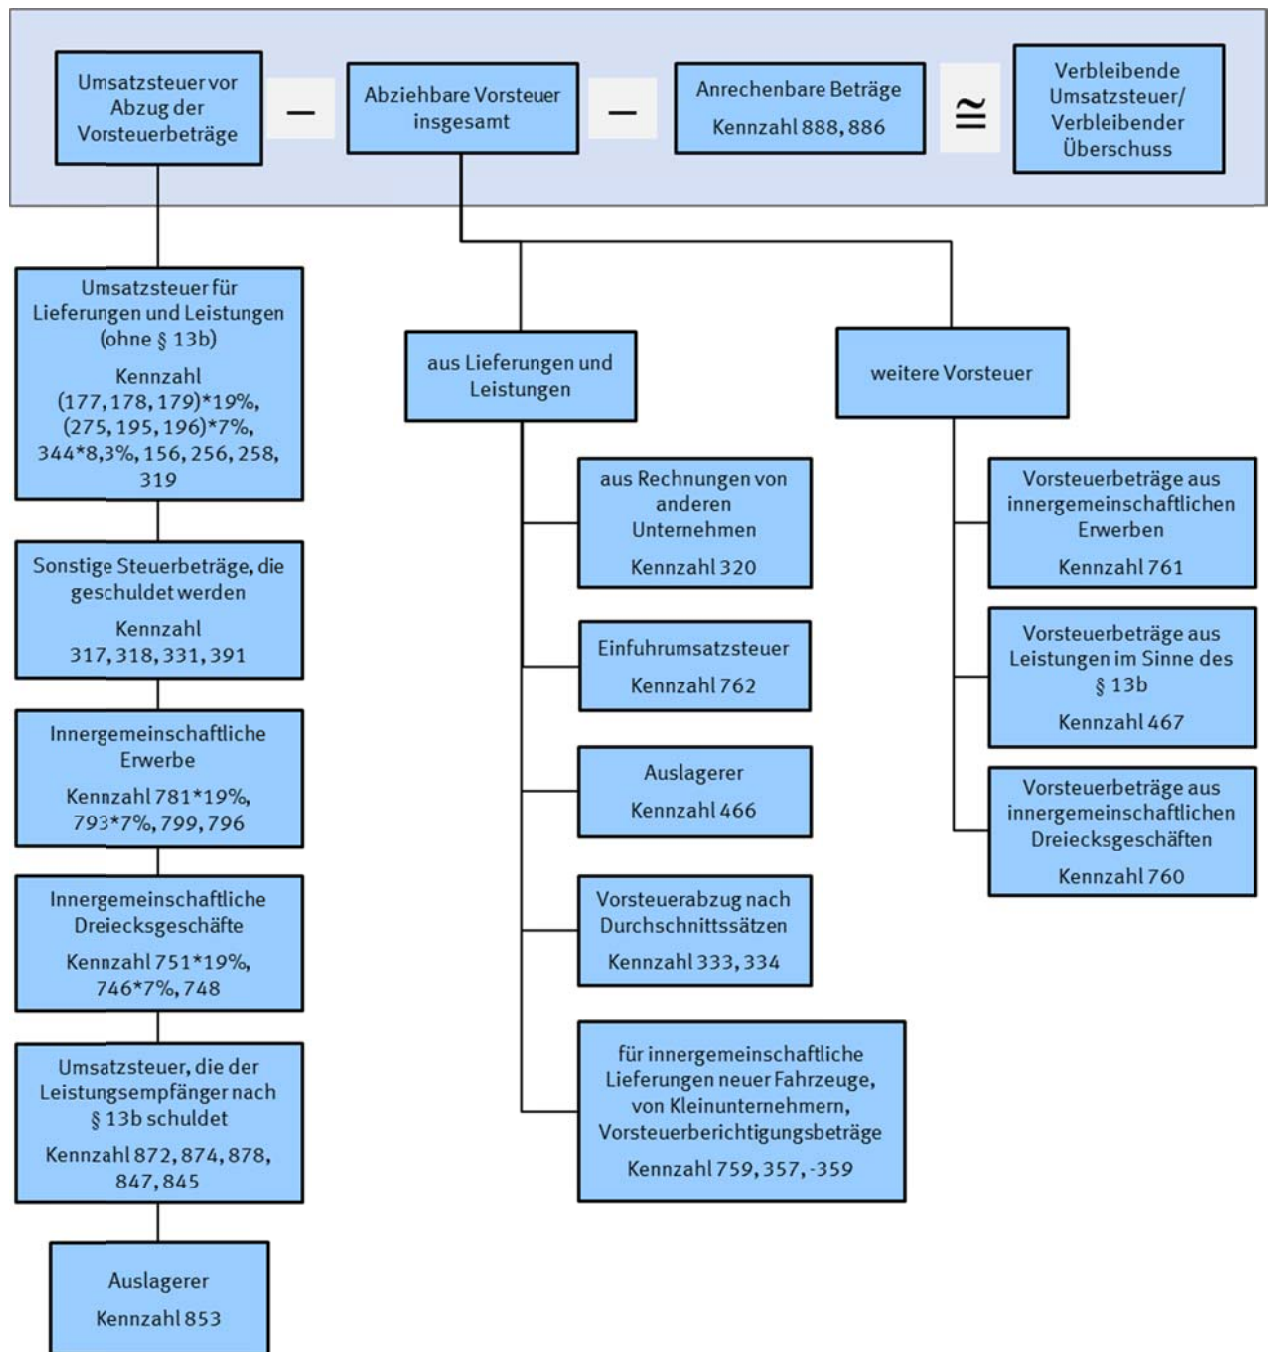 Umsatzsteuer vor
Abzug der
Vorsteuerbeträge
–
Abziehbare Vorsteuer
insgesamt
–
Anrechenbare Beträge
Kennzahl 888, 886
≅
Verbleibende
Umsatzsteuer/
Verbleibender
Überschuss
Umsatzsteuer für
Lieferungen und Leistungen
(ohne § 13b)
Kennzahl
(177, 178, 179)*19%,
(275, 195, 196)*7%,
344*8,3%, 156, 256, 258,
319
Sonstige Steuerbeträge, die
geschuldet werden
Kennzahl
317, 318, 331, 391
Innergemeinschaftliche
Erwerbe
Kennzahl 781*19%,
793*7%, 799, 796
Innergemeinschaftliche
Dreiecksgeschäfte
Kennzahl 751*19%,
746*7%, 748
Umsatzsteuer, die der
Leistungsempfänger nach
§ 13b schuldet
Kennzahl 872, 874, 878,
847, 845
Auslagerer
Kennzahl 853
aus Lieferungen und
Leistungen
aus Rechnungen von
anderen
Unternehmen
Kennzahl 320
Einfuhrumsatzsteuer
Kennzahl 762
Auslagerer
Kennzahl 466
Vorsteuerabzug nach
Durchschnittssätzen
Kennzahl 333, 334
für innergemeinschaftliche
Lieferungen neuer Fahrzeuge,
von Kleinunternehmern,
Vorsteuerberichtigungsbeträge
Kennzahl 759, 357, -359
weitere Vorsteuer
Vorsteuerbeträge aus
innergemeinschaftlichen
Erwerben
Kennzahl 761
Vorsteuerbeträge aus
Leistungen im Sinne des
§ 13b
Kennzahl 467
Vorsteuerbeträge aus
innergemeinschaftlichen
Dreiecksgeschäften
Kennzahl 760